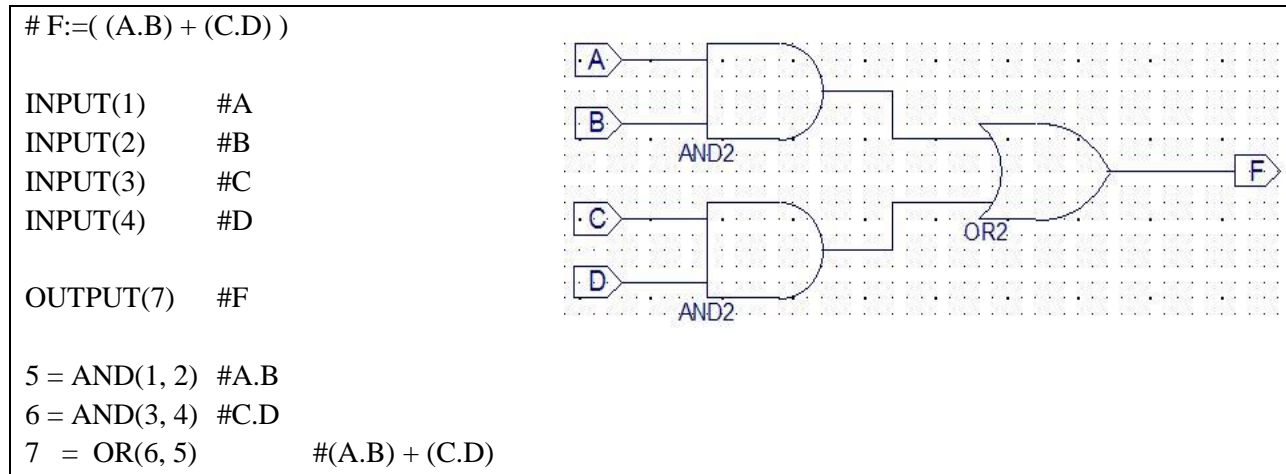 # F:=( (A.B) + (C.D) )
INPUT(1) #A
INPUT(2) #B
INPUT(3) #C
INPUT(4) #D
OUTPUT(7) #F
5 = AND(1, 2) #A.B
6 = AND(3, 4) #C.D
7 = OR(6, 5) #(A.B) + (C.D)
A
B
AND2
C
D
AND2
OR2
F